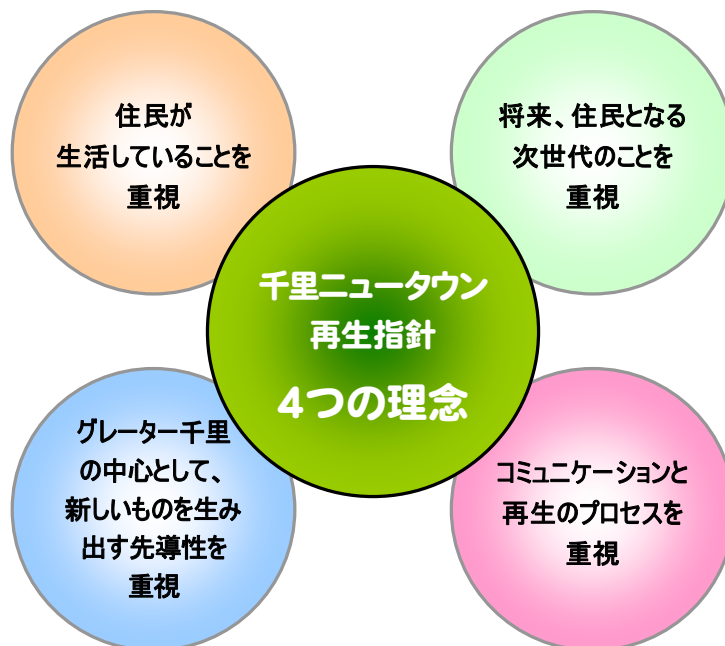 住民が
生活していることを
重視
将来、住民となる
次世代のことを
重視
千里ニュータウン
再生指針
4つの理念
グレーター千里
の中心として、
新しいものを生み
出す先導性を
重視
コミュニケーションと
再生のプロセスを
重視